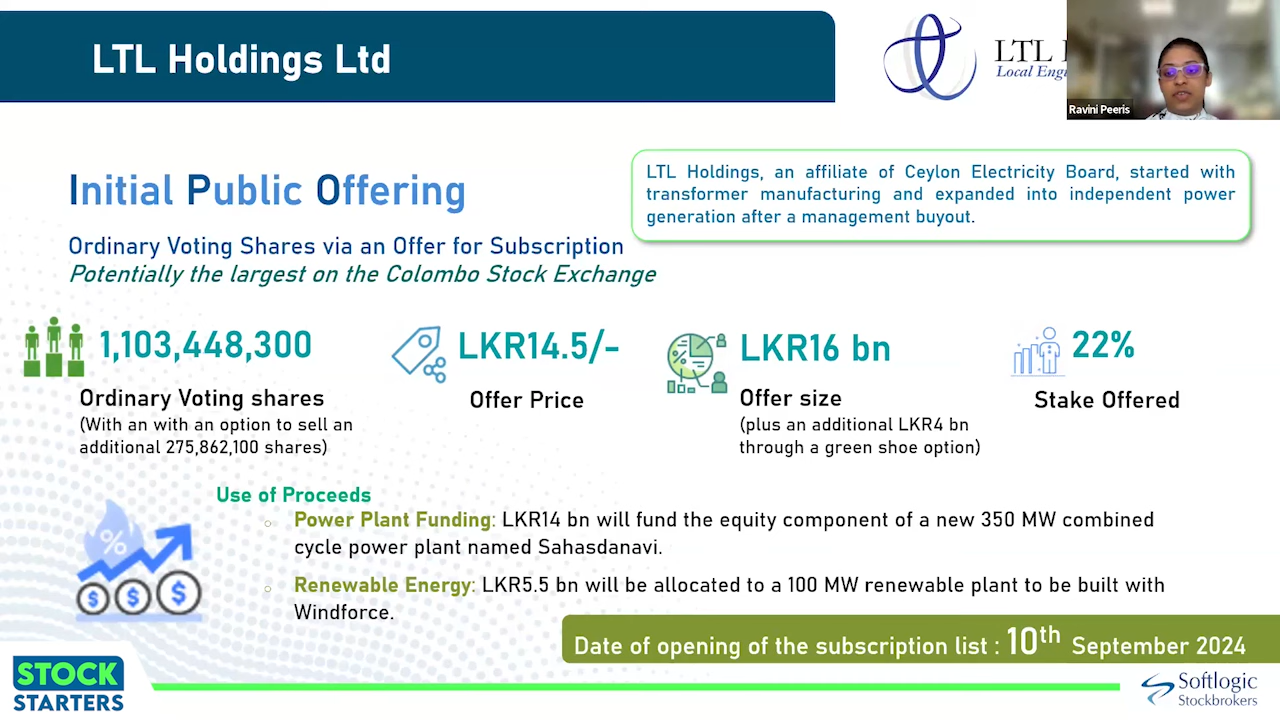 LTL Holdings Ltd
LTL
Local Engi
Ravini Peeris
Initial Public Offering
LTL Holdings, an affiliate of Ceylon Electricity Board, started with
transformer manufacturing and expanded into independent power
generation after a management buyout.
Ordinary Voting Shares via an Offer for Subscription
Potentially the largest on the Colombo Stock Exchange
1,103,448,300
Ordinary Voting shares
(With an with an option to sell an
additional 275,862,100 shares)
LKR14.5/-
Offer Price
%
LKR16 bn
Offer size
(plus an additional LKR4 bn
through a green shoe option)
22%
Stake Offered
%
$ $ $
Use of Proceeds
○ Power Plant Funding: LKR14 bn will fund the equity component of a new 350 MW combined
cycle power plant named Sahasdanavi.
○ Renewable Energy: LKR5.5 bn will be allocated to a 100 MW renewable plant to be built with
Windforce.
Date of opening of the subscription list : 10th September 2024
STOCK
STARTERS
Softlogic
Stockbrokers